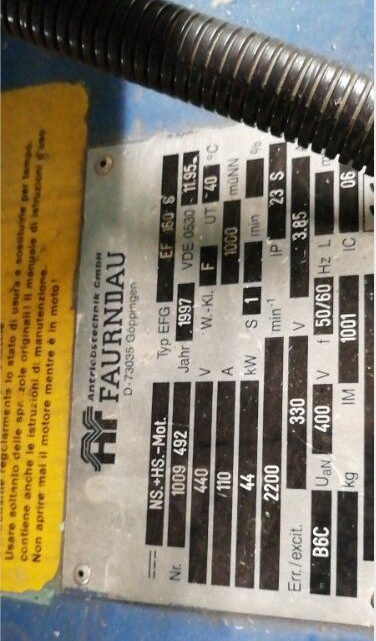 regolarmente lo stato di usura e sostituite per tempo.
Usare soltanto delle originali. Il manuale di istruzioni d'uso
contiene anche le istruzioni di manutenzione.
Non aprire mai il motore mentre è in moto!
AF Antriebstechnik GmbH
FAURNDAU
D-73035 Göppingen
NS.+HS.-Mot. Typ EFG EF 160 S
Nr. 1009 492 Jahr 1997 VDE 0530 11.95
440 V W.-Kl. F UT 40 °C
110 A 1000 müNN
44 kW S 1 min %
2200 min⁻¹ IP 23 S
Err./excit. 330 V 3.85
B6C UaN 400 V f 50/60 Hz L
kg IM 1001 IC 06